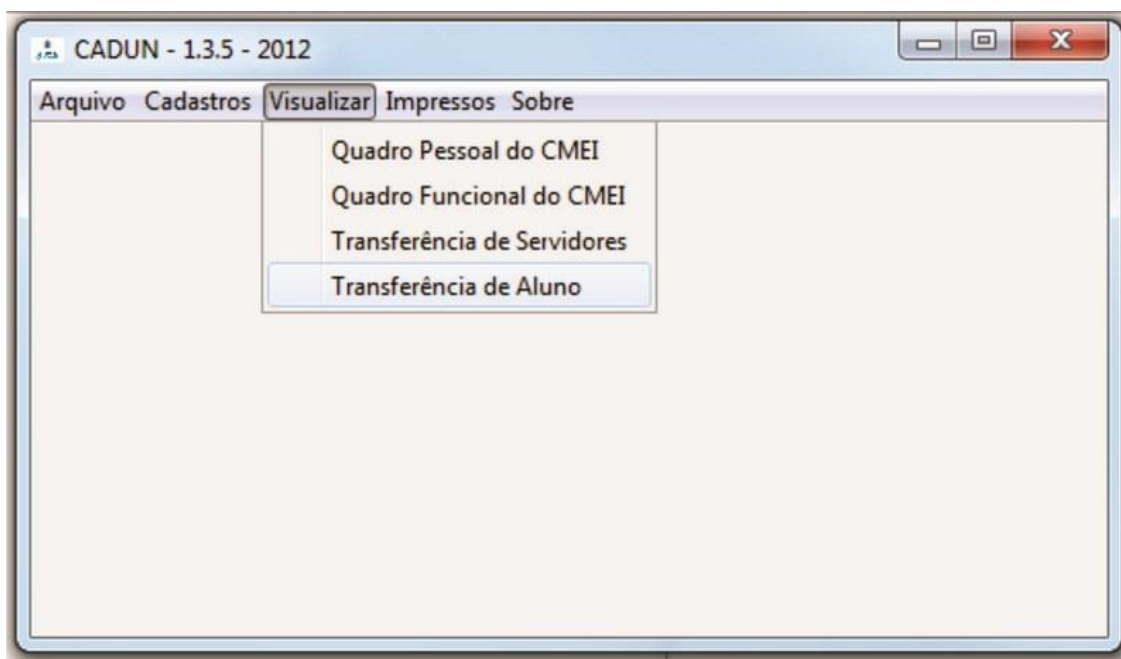 CADUN - 1.3.5 - 2012
Arquivo Cadastros Visualizar Impressos Sobre
Quadro Pessoal do CMEI
Quadro Funcional do CMEI
Transferência de Servidores
Transferência de Aluno